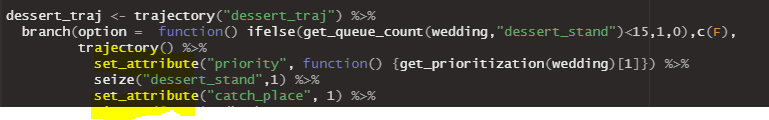 dessert_traj <- trajectory("dessert_traj") %>%
branch(option = function() ifelse(get_queue_count(wedding,"dessert_stand")<15,1,0),c(F),
trajectory() %>%
set_attribute("priority", function() {get_prioritization(wedding)[1]}) %>%
seize("dessert_stand",1) %>%
set_attribute("catch_place", 1) %>%